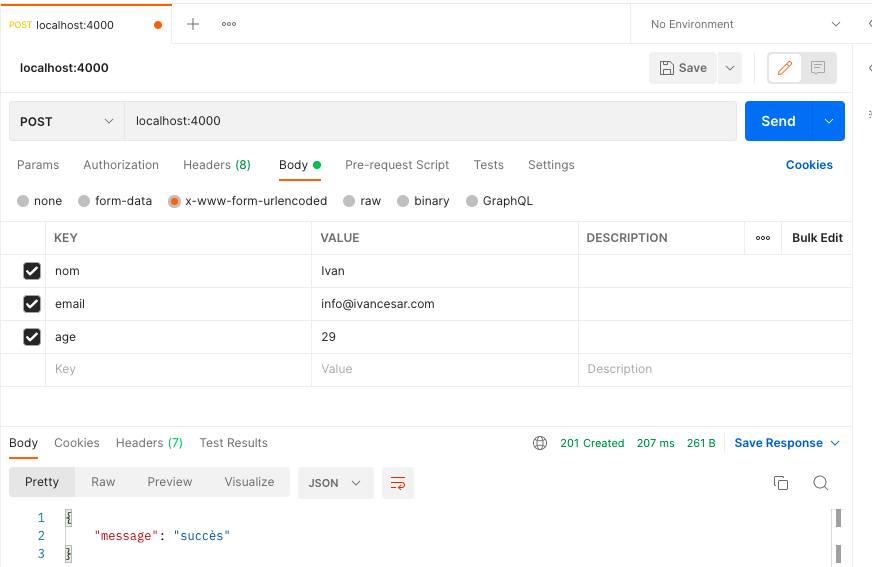 POST localhost:4000
No Environment
localhost:4000
Save
POST localhost:4000 Send
Params Authorization Headers (8) Body Pre-request Script Tests Settings Cookies
none form-data x-www-form-urlencoded raw binary GraphQL
KEY VALUE DESCRIPTION Bulk Edit
nom Ivan
email info@ivancesar.com
age 29
Key Value Description
Body Cookies Headers (7) Test Results 201 Created 207 ms 261 B Save Response
Pretty Raw Preview Visualize JSON
1 {
2 "message": "succès"
3 }